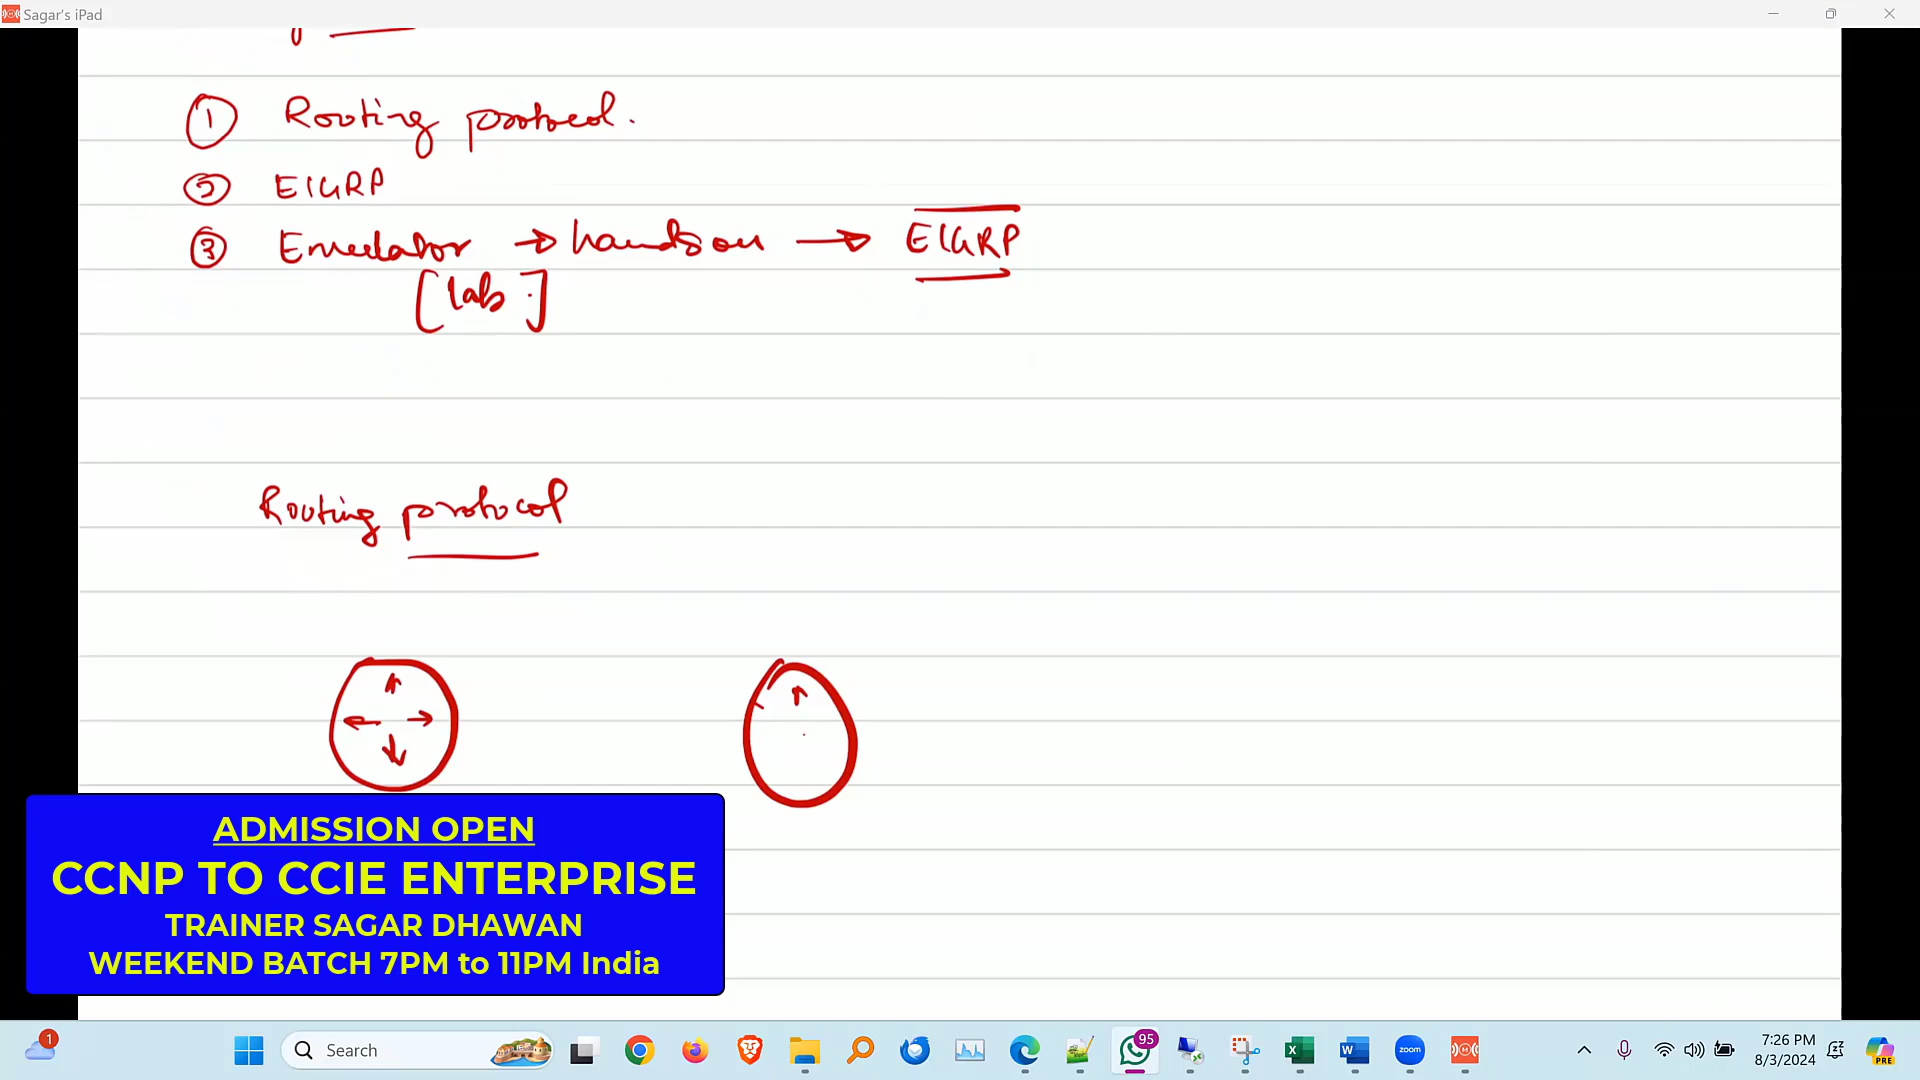 Sagar's iPad
① Routing protocol.
② EIGRP
③ Emulator → handson → EIGRP
[lab]
Routing protocol
ADMISSION OPEN
CCNP TO CCIE ENTERPRISE
TRAINER SAGAR DHAWAN
WEEKEND BATCH 7PM to 11PM India
1
Search
95
zoom
7:26 PM
8/3/2024
PRE